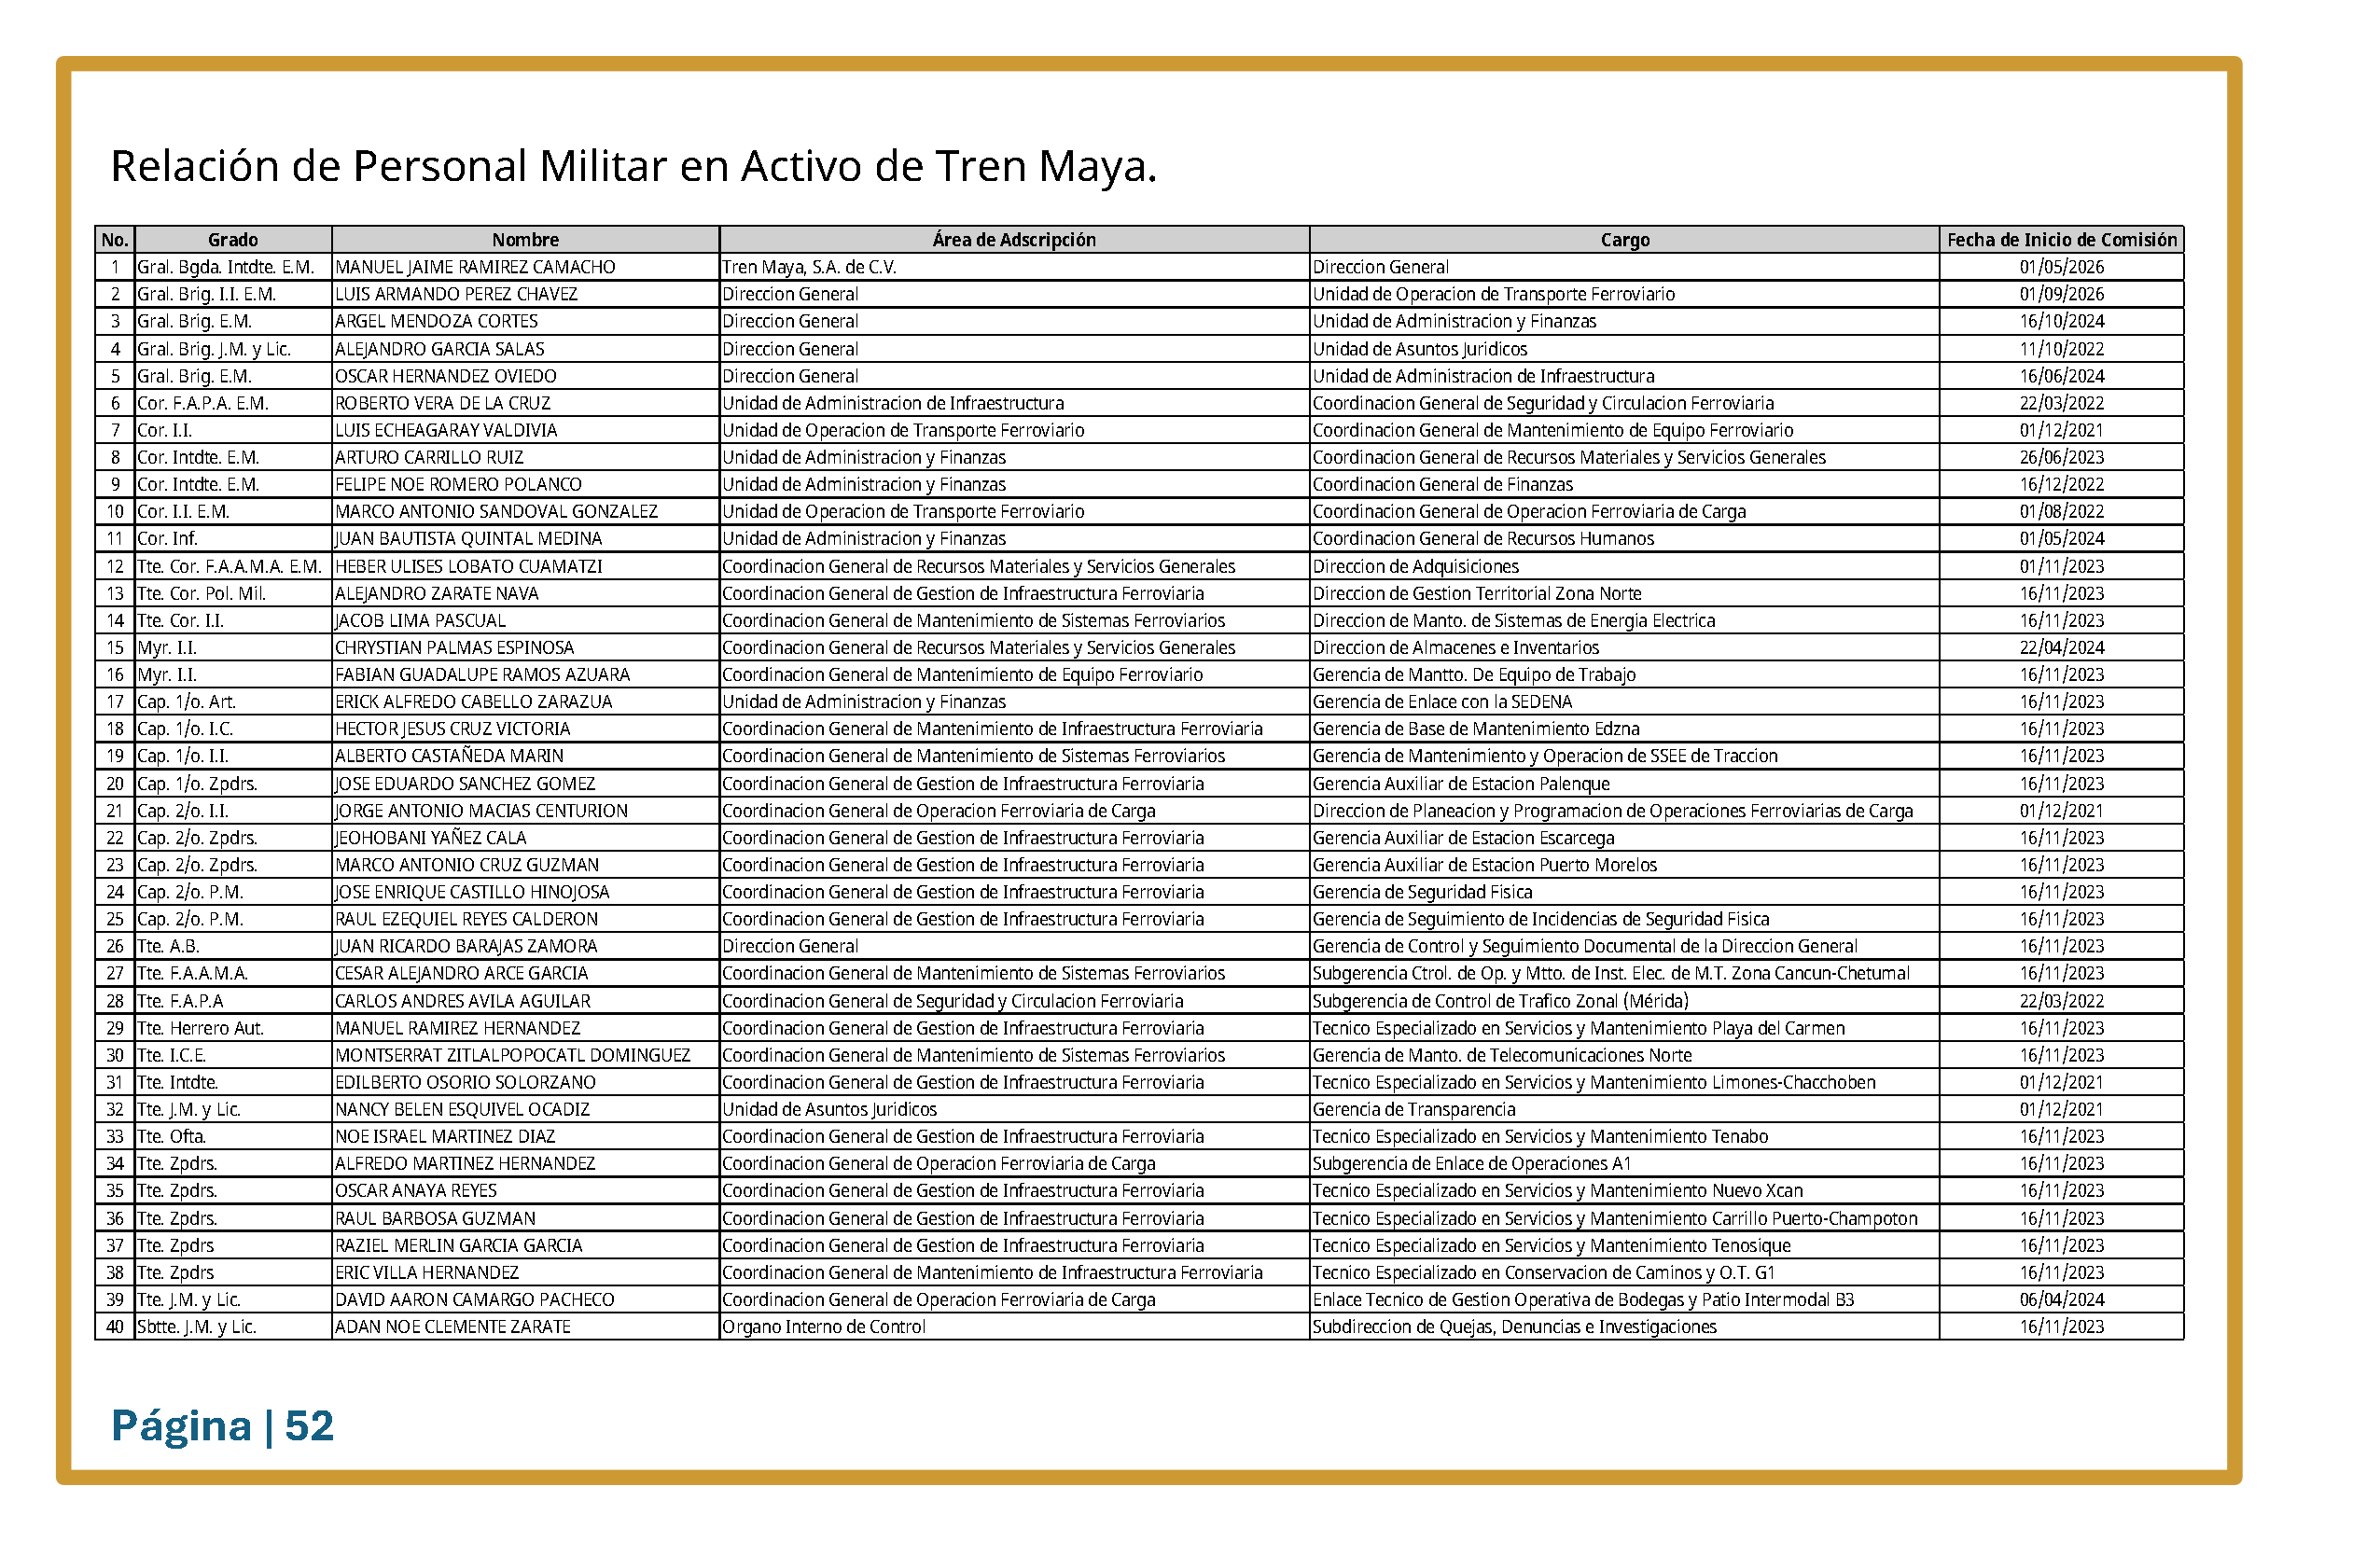 Relación de Personal Militar en Activo de Tren Maya.
No. Grado Nombre Área de Adscripción Cargo Fecha de Inicio de Comisión
1 Gral. Bgda. Intdte. E.M. MANUEL JAIME RAMIREZ CAMACHO Tren Maya, S.A. de C.V. Direccion General 01/05/2026
2 Gral. Brig. I.I. E.M. LUIS ARMANDO PEREZ CHAVEZ Direccion General Unidad de Operacion de Transporte Ferroviario 01/09/2026
3 Gral. Brig. E.M. ARGEL MENDOZA CORTES Direccion General Unidad de Administracion y Finanzas 16/10/2024
4 Gral. Brig. J.M. y Lic. ALEJANDRO GARCIA SALAS Direccion General Unidad de Asuntos Juridicos 11/10/2022
5 Gral. Brig. E.M. OSCAR HERNANDEZ OVIEDO Direccion General Unidad de Administracion de Infraestructura 16/06/2024
6 Cor. F.A.P.A. E.M. ROBERTO VERA DE LA CRUZ Unidad de Administracion de Infraestructura Coordinacion General de Seguridad y Circulacion Ferroviaria 22/03/2022
7 Cor. I.I. LUIS ECHEAGARAY VALDIVIA Unidad de Operacion de Transporte Ferroviario Coordinacion General de Mantenimiento de Equipo Ferroviario 01/12/2021
8 Cor. Intdte. E.M. ARTURO CARRILLO RUIZ Unidad de Administracion y Finanzas Coordinacion General de Recursos Materiales y Servicios Generales 26/06/2023
9 Cor. Intdte. E.M. FELIPE NOE ROMERO POLANCO Unidad de Administracion y Finanzas Coordinacion General de Finanzas 16/12/2022
10 Cor. I.I. E.M. MARCO ANTONIO SANDOVAL GONZALEZ Unidad de Operacion de Transporte Ferroviario Coordinacion General de Operacion Ferroviaria de Carga 01/08/2022
11 Cor. Inf. JUAN BAUTISTA QUINTAL MEDINA Unidad de Administracion y Finanzas Coordinacion General de Recursos Humanos 01/05/2024
12 Tte. Cor. F.A.A.M.A. E.M. HEBER ULISES LOBATO CUAMATZI Coordinacion General de Recursos Materiales y Servicios Generales Direccion de Adquisiciones 01/11/2023
13 Tte. Cor. Pol. Mil. ALEJANDRO ZARATE NAVA Coordinacion General de Gestion de Infraestructura Ferroviaria Direccion de Gestion Territorial Zona Norte 16/11/2023
14 Tte. Cor. I.I. JACOB LIMA PASCUAL Coordinacion General de Mantenimiento de Sistemas Ferroviarios Direccion de Manto. de Sistemas de Energia Electrica 16/11/2023
15 Myr. I.I. CHRYSTIAN PALMAS ESPINOSA Coordinacion General de Recursos Materiales y Servicios Generales Direccion de Almacenes e Inventarios 22/04/2024
16 Myr. I.I. FABIAN GUADALUPE RAMOS AZUARA Coordinacion General de Mantenimiento de Equipo Ferroviario Gerencia de Mantto. De Equipo de Trabajo 16/11/2023
17 Cap. 1/o. Art. ERICK ALFREDO CABELLO ZARAZUA Unidad de Administracion y Finanzas Gerencia de Enlace con la SEDENA 16/11/2023
18 Cap. 1/o. I.C. HECTOR JESUS CRUZ VICTORIA Coordinacion General de Mantenimiento de Infraestructura Ferroviaria Gerencia de Base de Mantenimiento Edzna 16/11/2023
19 Cap. 1/o. I.I. ALBERTO CASTAÑEDA MARIN Coordinacion General de Mantenimiento de Sistemas Ferroviarios Gerencia de Mantenimiento y Operacion de SSEE de Traccion 16/11/2023
20 Cap. 1/o. Zpdrs. JOSE EDUARDO SANCHEZ GOMEZ Coordinacion General de Gestion de Infraestructura Ferroviaria Gerencia Auxiliar de Estacion Palenque 16/11/2023
21 Cap. 2/o. I.I. JORGE ANTONIO MACIAS CENTURION Coordinacion General de Operacion Ferroviaria de Carga Direccion de Planeacion y Programacion de Operaciones Ferroviarias de Carga 01/12/2021
22 Cap. 2/o. Zpdrs. JEOHOBANI YAÑEZ CALA Coordinacion General de Gestion de Infraestructura Ferroviaria Gerencia Auxiliar de Estacion Escarcega 16/11/2023
23 Cap. 2/o. Zpdrs. MARCO ANTONIO CRUZ GUZMAN Coordinacion General de Gestion de Infraestructura Ferroviaria Gerencia Auxiliar de Estacion Puerto Morelos 16/11/2023
24 Cap. 2/o. P.M. JOSE ENRIQUE CASTILLO HINOJOSA Coordinacion General de Gestion de Infraestructura Ferroviaria Gerencia de Seguridad Fisica 16/11/2023
25 Cap. 2/o. P.M. RAUL EZEQUIEL REYES CALDERON Coordinacion General de Gestion de Infraestructura Ferroviaria Gerencia de Seguimiento de Incidencias de Seguridad Fisica 16/11/2023
26 Tte. A.B. JUAN RICARDO BARAJAS ZAMORA Direccion General Gerencia de Control y Seguimiento Documental de la Direccion General 16/11/2023
27 Tte. F.A.A.M.A. CESAR ALEJANDRO ARCE GARCIA Coordinacion General de Mantenimiento de Sistemas Ferroviarios Subgerencia Ctrol. de Op. y Mtto. de Inst. Elec. de M.T. Zona Cancun-Chetumal 16/11/2023
28 Tte. F.A.P.A CARLOS ANDRES AVILA AGUILAR Coordinacion General de Seguridad y Circulacion Ferroviaria Subgerencia de Control de Trafico Zonal (Mérida) 22/03/2022
29 Tte. Herrero Aut. MANUEL RAMIREZ HERNANDEZ Coordinacion General de Gestion de Infraestructura Ferroviaria Tecnico Especializado en Servicios y Mantenimiento Playa del Carmen 16/11/2023
30 Tte. I.C.E. MONTSERRAT ZITLALPOPOCATL DOMINGUEZ Coordinacion General de Mantenimiento de Sistemas Ferroviarios Gerencia de Manto. de Telecomunicaciones Norte 16/11/2023
31 Tte. Intdte. EDILBERTO OSORIO SOLORZANO Coordinacion General de Gestion de Infraestructura Ferroviaria Tecnico Especializado en Servicios y Mantenimiento Limones-Chacchoben 01/12/2021
32 Tte. J.M. y Lic. NANCY BELEN ESQUIVEL OCADIZ Unidad de Asuntos Juridicos Gerencia de Transparencia 01/12/2021
33 Tte. Ofta. NOE ISRAEL MARTINEZ DIAZ Coordinacion General de Gestion de Infraestructura Ferroviaria Tecnico Especializado en Servicios y Mantenimiento Tenabo 16/11/2023
34 Tte. Zpdrs. ALFREDO MARTINEZ HERNANDEZ Coordinacion General de Operacion Ferroviaria de Carga Subgerencia de Enlace de Operaciones A1 16/11/2023
35 Tte. Zpdrs. OSCAR ANAYA REYES Coordinacion General de Gestion de Infraestructura Ferroviaria Tecnico Especializado en Servicios y Mantenimiento Nuevo Xcan 16/11/2023
36 Tte. Zpdrs. RAUL BARBOSA GUZMAN Coordinacion General de Gestion de Infraestructura Ferroviaria Tecnico Especializado en Servicios y Mantenimiento Carrillo Puerto-Champoton 16/11/2023
37 Tte. Zpdrs RAZIEL MERLIN GARCIA GARCIA Coordinacion General de Gestion de Infraestructura Ferroviaria Tecnico Especializado en Servicios y Mantenimiento Tenosique 16/11/2023
38 Tte. Zpdrs ERIC VILLA HERNANDEZ Coordinacion General de Mantenimiento de Infraestructura Ferroviaria Tecnico Especializado en Conservacion de Caminos y O.T. G1 16/11/2023
39 Tte. J.M. y Lic. DAVID AARON CAMARGO PACHECO Coordinacion General de Operacion Ferroviaria de Carga Enlace Tecnico de Gestion Operativa de Bodegas y Patio Intermodal B3 06/04/2024
40 Sbtte. J.M. y Lic. ADAN NOE CLEMENTE ZARATE Organo Interno de Control Subdireccion de Quejas, Denuncias e Investigaciones 16/11/2023
Página | 52